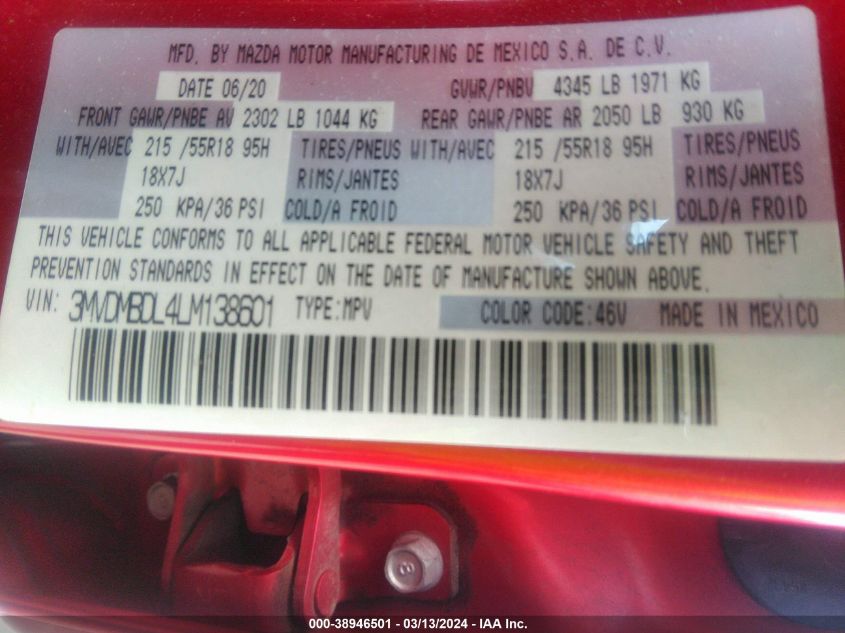 MFD. BY MAZDA MOTOR MANUFACTURING DE MEXICO S.A. DE C.V.
DATE 06/20 GVWR/PNBV 4345 LB 1971 KG
FRONT GAWR/PNBE AV 2302 LB 1044 KG REAR GAWR/PNBE AR 2050 LB 930 KG
WITH/AVEC 215 /55R18 95H TIRES/PNEUS WITH/AVEC 215 /55R18 95H TIRES/PNEUS
18X7J RIMS/JANTES 18X7J RIMS/JANTES
250 KPA/36 PSI COLD/A FROID 250 KPA/36 PSI COLD/A FROID
THIS VEHICLE CONFORMS TO ALL APPLICABLE FEDERAL MOTOR VEHICLE SAFETY AND THEFT
PREVENTION STANDARDS IN EFFECT ON THE DATE OF MANUFACTURE SHOWN ABOVE.
VIN: 3MVDMBDL4LM138601 TYPE:MPV COLOR CODE:46V MADE IN MEXICO
8
000-38946501 - 03/13/2024 - IAA Inc.